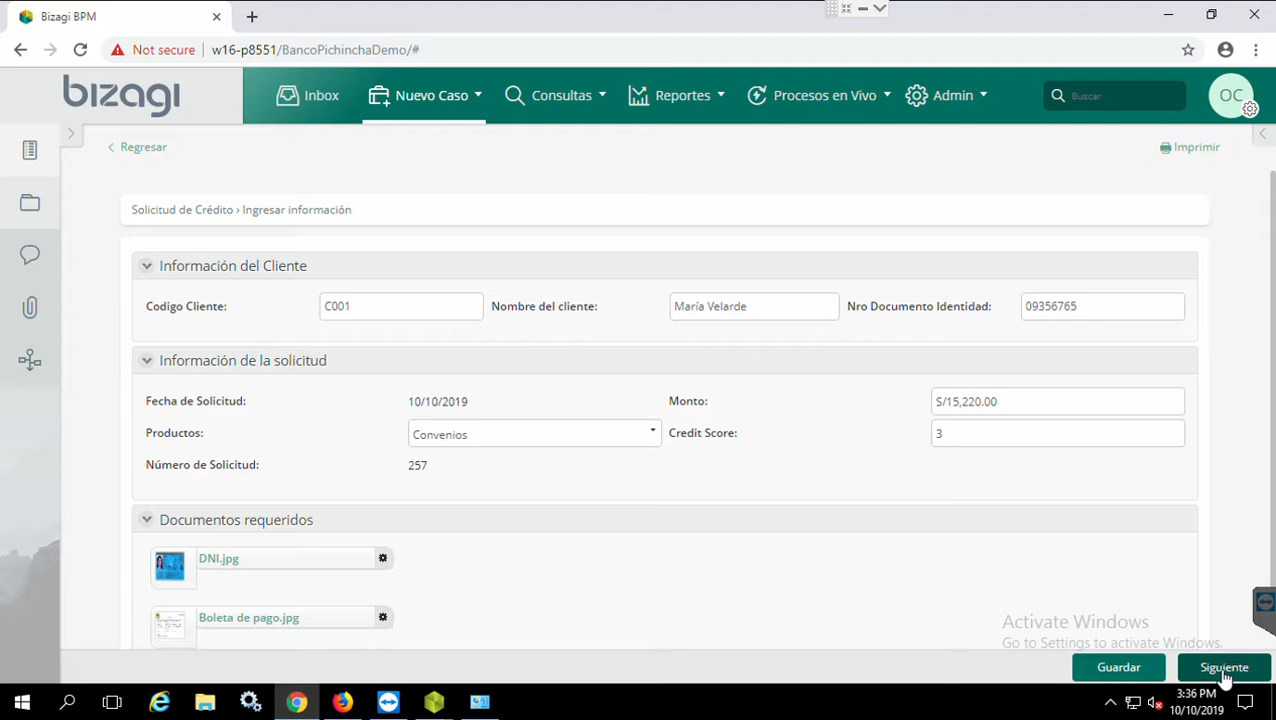 Bizagi BPM
Not secure w16-p8551/BancoPichinchaDemo/#
bizagi Inbox Nuevo Caso Consultas Reportes Procesos en Vivo Admin Buscar OC
Regresar Imprimir
Solicitud de Crédito › Ingresar información
Información del Cliente
Codigo Cliente: C001 Nombre del cliente: María Velarde Nro Documento Identidad: 09356765
Información de la solicitud
Fecha de Solicitud: 10/10/2019 Monto: S/15,220.00
Productos: Convenios Credit Score: 3
Número de Solicitud: 257
Documentos requeridos
DNI.jpg
Boleta de pago.jpg
Activate Windows
Go to Settings to activate Windows.
Guardar Siguiente
3:36 PM
10/10/2019